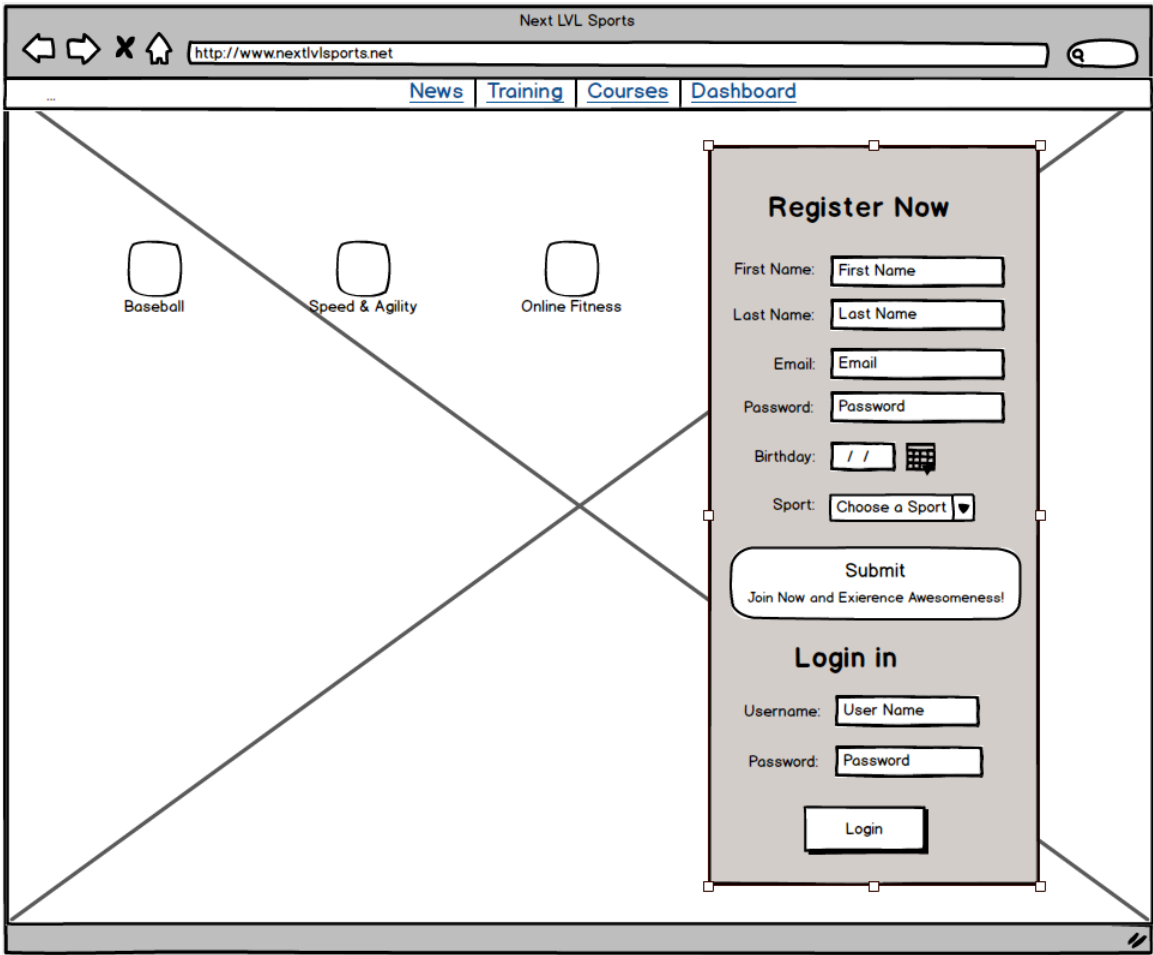 Next LVL Sports
http://www.nextlvlsports.net
... News Training Courses Dashboard
Baseball
Speed & Agility
Online Fitness
Register Now
First Name: First Name
Last Name: Last Name
Email: Email
Password: Password
Birthday: / /
Sport: Choose a Sport
Submit
Join Now and Exierence Awesomeness!
Login in
Username: User Name
Password: Password
Login